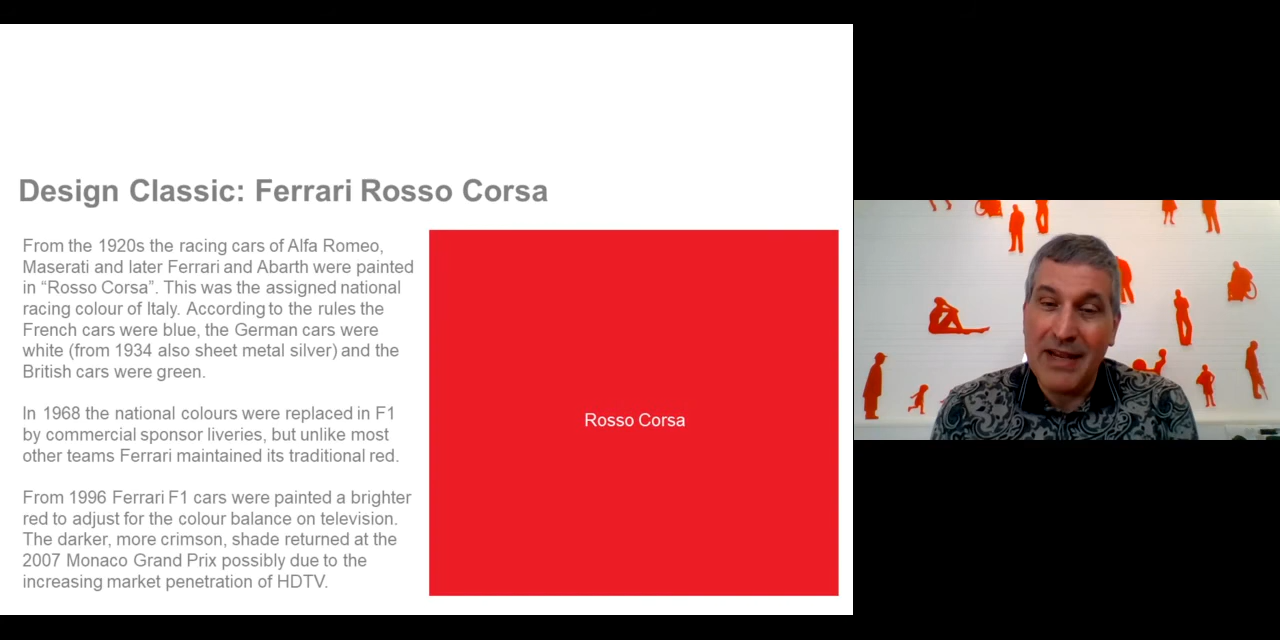 Design Classic: Ferrari Rosso Corsa
From the 1920s the racing cars of Alfa Romeo,
Maserati and later Ferrari and Abarth were painted
in “Rosso Corsa”. This was the assigned national
racing colour of Italy. According to the rules the
French cars were blue, the German cars were
white (from 1934 also sheet metal silver) and the
British cars were green.
In 1968 the national colours were replaced in F1
by commercial sponsor liveries, but unlike most
other teams Ferrari maintained its traditional red.
From 1996 Ferrari F1 cars were painted a brighter
red to adjust for the colour balance on television.
The darker, more crimson, shade returned at the
2007 Monaco Grand Prix possibly due to the
increasing market penetration of HDTV.
Rosso Corsa